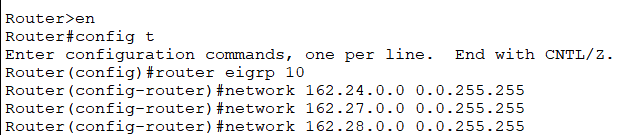 Router>en
Router#config t
Enter configuration commands, one per line.  End with CNTL/Z.
Router(config)#router eigrp 10
Router(config-router)#network 162.24.0.0 0.0.255.255
Router(config-router)#network 162.27.0.0 0.0.255.255
Router(config-router)#network 162.28.0.0 0.0.255.255